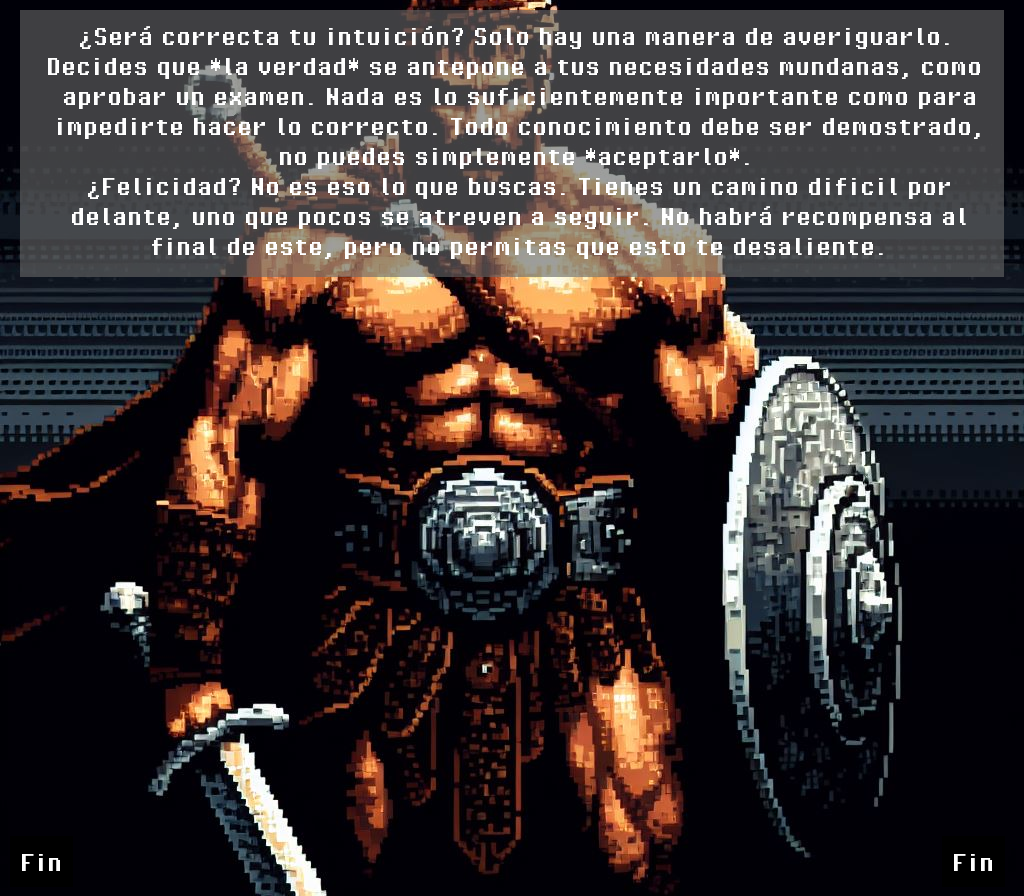 ¿Será correcta tu intuición? Solo hay una manera de averiguarlo.
Decides que *la verdad* se antepone a tus necesidades mundanas, como
aprobar un examen. Nada es lo suficientemente importante como para
impedirte hacer lo correcto. Todo conocimiento debe ser demostrado,
no puedes simplemente *aceptarlo*.
¿Felicidad? No es eso lo que buscas. Tienes un camino dificil por
delante, uno que pocos se atreven a seguir. No habrá recompensa al
final de este, pero no permitas que esto te desaliente.
Fin
Fin